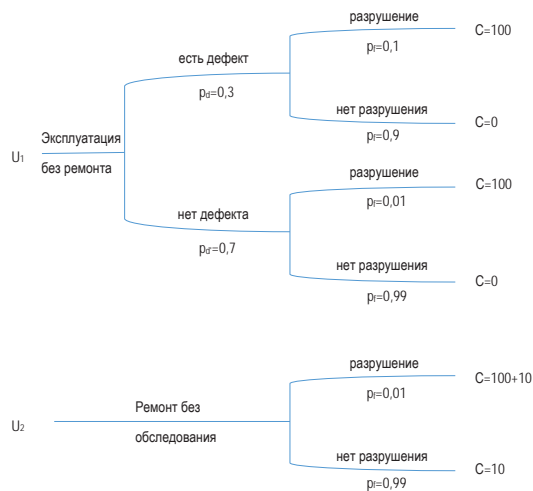 разрушение
C=100
pf=0,1
есть дефект
pd=0,3
нет разрушения
C=0
pf=0,9
Эксплуатация
U1
без ремонта
разрушение
C=100
pf=0,01
нет дефекта
pd=0,7
нет разрушения
C=0
pf=0,99
разрушение
C=100+10
pf=0,01
Ремонт без
U2
обследования
нет разрушения
C=10
pf=0,99